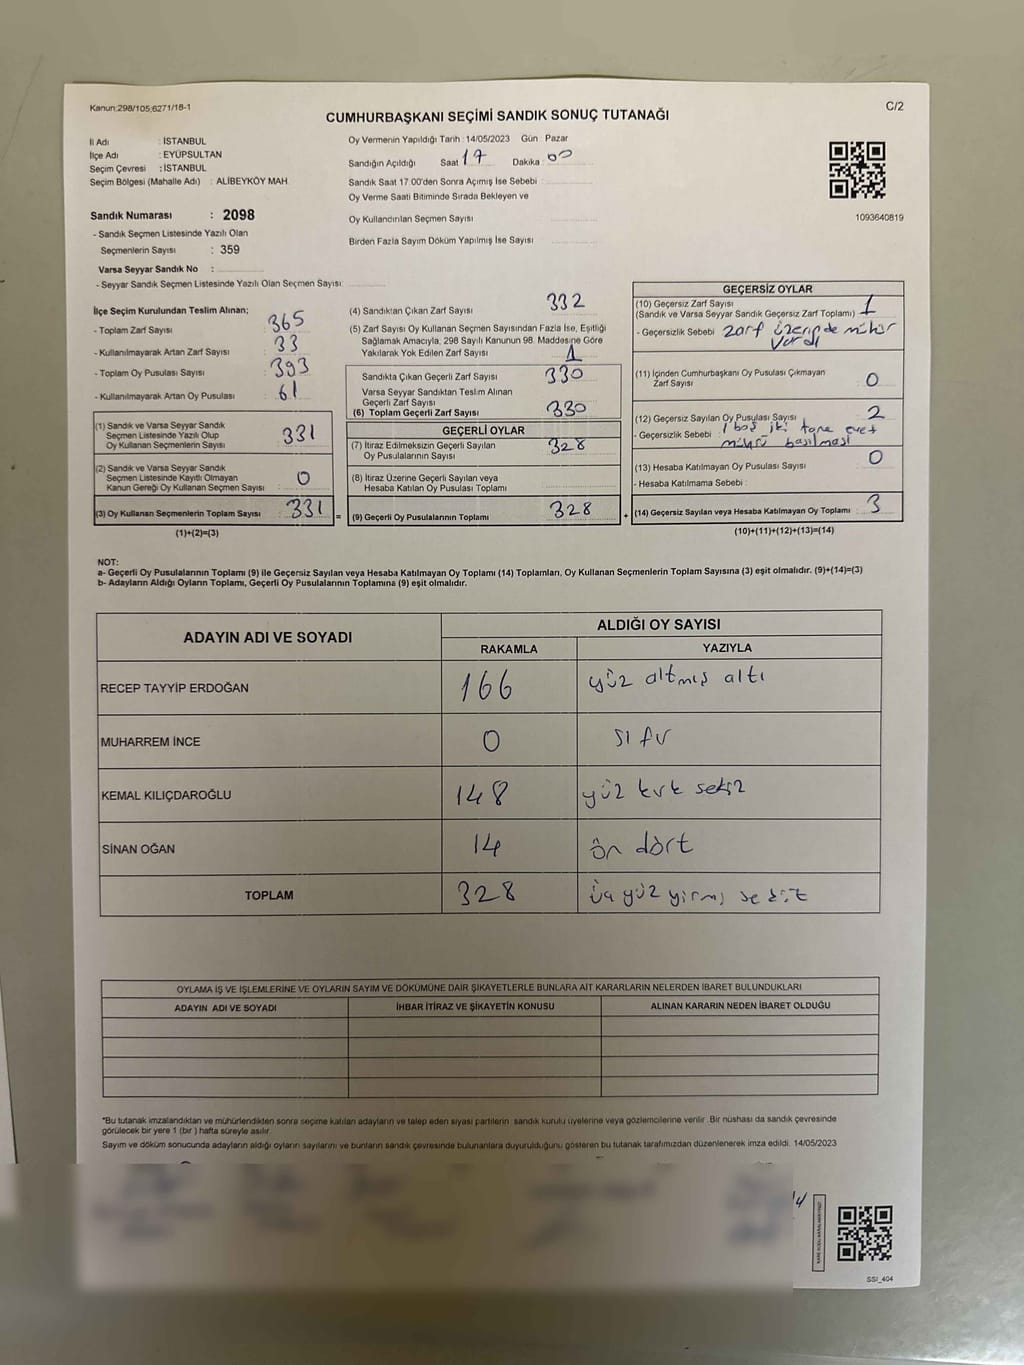 Kanun:298/105;6271/18-1
C/2
CUMHURBAŞKANI SEÇİMİ SANDIK SONUÇ TUTANAĞI
İl Adı : İSTANBUL
İlçe Adı : EYÜPSULTAN
Seçim Çevresi : İSTANBUL
Seçim Bölgesi (Mahalle Adı) : ALİBEYKÖY MAH.
Sandık Numarası : 2098
- Sandık Seçmen Listesinde Yazılı Olan
Seçmenlerin Sayısı : 359
Varsa Seyyar Sandık No :
- Seyyar Sandık Seçmen Listesinde Yazılı Olan Seçmen Sayısı:
Oy Vermenin Yapıldığı Tarih : 14/05/2023 Gün : Pazar
Sandığın Açıldığı Saat 17 Dakika : 00
Sandık Saat 17.00'den Sonra Açımış İse Sebebi :
Oy Verme Saati Bitiminde Sırada Bekleyen ve
Oy Kullandırılan Seçmen Sayısı
Birden Fazla Sayım Döküm Yapılmış İse Sayısı
1093640819
İlçe Seçim Kurulundan Teslim Alınan;
- Toplam Zarf Sayısı 365
- Kullanılmayarak Artan Zarf Sayısı : 33
- Toplam Oy Pusulası Sayısı : 393
- Kullanılmayarak Artan Oy Pusulası : 61
(1) Sandık ve Varsa Seyyar Sandık
Seçmen Listesinde Yazılı Olup
Oy Kullanan Seçmenlerin Sayısı : 331
(2) Sandık ve Varsa Seyyar Sandık
Seçmen Listesinde Kayıtlı Olmayan
Kanun Gereği Oy Kullanan Seçmen Sayısı : 0
(3) Oy Kullanan Seçmenlerin Toplam Sayısı : 331 =
(1)+(2)=(3)
(4) Sandıktan Çıkan Zarf Sayısı 332
(5) Zarf Sayısı Oy Kullanan Seçmen Sayısından Fazla İse, Eşitliği
Sağlamak Amacıyla, 298 Sayılı Kanunun 98. Maddesine Göre
Yakılarak Yok Edilen Zarf Sayısı 1
Sandıkta Çıkan Geçerli Zarf Sayısı 330
Varsa Seyyar Sandıktan Teslim Alınan
Geçerli Zarf Sayısı
(6) Toplam Geçerli Zarf Sayısı 330
GEÇERLİ OYLAR
(7) İtiraz Edilmeksizin Geçerli Sayılan
Oy Pusulalarının Sayısı 328
(8) İtiraz Üzerine Geçerli Sayılan veya
Hesaba Katılan Oy Pusulası Toplamı
(9) Geçerli Oy Pusulalarının Toplamı 328 +
GEÇERSİZ OYLAR
(10) Geçersiz Zarf Sayısı
(Sandık ve Varsa Seyyar Sandık Geçersiz Zarf Toplamı) : 1
- Geçersizlik Sebebi : zarf üzerinde mühür
vardı
(11) İçinden Cumhurbaşkanı Oy Pusulası Çıkmayan
Zarf Sayısı : 0
(12) Geçersiz Sayılan Oy Pusulası Sayısı : 2
- Geçersizlik Sebebi : 1 boş iki tane evet
mührü basılması
(13) Hesaba Katılmayan Oy Pusulası Sayısı : 0
- Hesaba Katılmama Sebebi :
(14) Geçersiz Sayılan veya Hesaba Katılmayan Oy Toplamı : 3
(10)+(11)+(12)+(13)=(14)
NOT:
a- Geçerli Oy Pusulalarının Toplamı (9) ile Geçersiz Sayılan veya Hesaba Katılmayan Oy Toplamı (14) Toplamları, Oy Kullanan Seçmenlerin Toplam Sayısına (3) eşit olmalıdır. (9)+(14)=(3)
b- Adayların Aldığı Oyların Toplamı, Geçerli Oy Pusulalarının Toplamına (9) eşit olmalıdır.
ADAYIN ADI VE SOYADI ALDIĞI OY SAYISI
RAKAMLA YAZIYLA
RECEP TAYYİP ERDOĞAN 166 yüz altmış altı
MUHARREM İNCE 0 sıfır
KEMAL KILIÇDAROĞLU 148 yüz kırk sekiz
SİNAN OĞAN 14 ön dört
TOPLAM 328 üç yüz yirmi sekiz
OYLAMA İŞ VE İŞLEMLERİNE VE OYLARIN SAYIM VE DÖKÜMÜNE DAİR ŞİKAYETLERLE BUNLARA AİT KARARLARIN NELERDEN İBARET BULUNDUKLARI
ADAYIN ADI VE SOYADI İHBAR İTİRAZ VE ŞİKAYETİN KONUSU ALINAN KARARIN NEDEN İBARET OLDUĞU
*Bu tutanak imzalandıktan ve mühürlendikten sonra seçime katılan adayların ve talep eden siyasi partilerin sandık kurulu üyelerine veya gözlemcilerine verilir. Bir nüshası da sandık çevresinde
görülecek bir yere 1 (bir) hafta süreyle asılır.
Sayım ve döküm sonucunda adayların aldığı oyların sayılarını ve bunların sandık çevresinde bulunanlara duyurulduğunu gösteren bu tutanak tarafımızdan düzenlenerek imza edildi. 14/05/2023
SSI_404